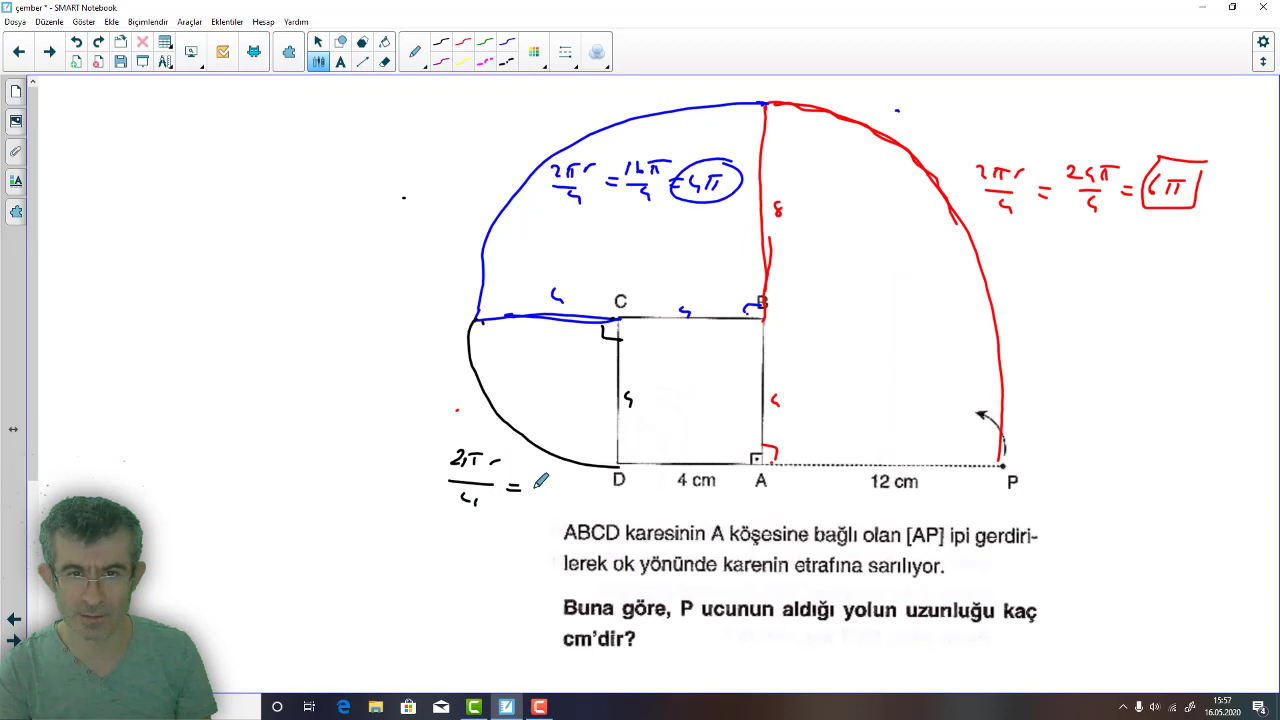 çember * - SMART Notebook
Dosya Düzenle Göster Ekle Biçimlendir Araçlar Eklentiler Hesap Yardım
2πr/4 = 16π/4 = 4π
2πr/4 = 24π/4 = 6π
8
4
C
4
B
4
4
2πr/4 =
D
4 cm
A
12 cm
P
ABCD karesinin A köşesine bağlı olan [AP] ipi gerdiri-
lerek ok yönünde karenin etrafına sarılıyor.
Buna göre, P ucunun aldığı yolun uzunluğu kaç
cm'dir?
15:57
16.05.2020